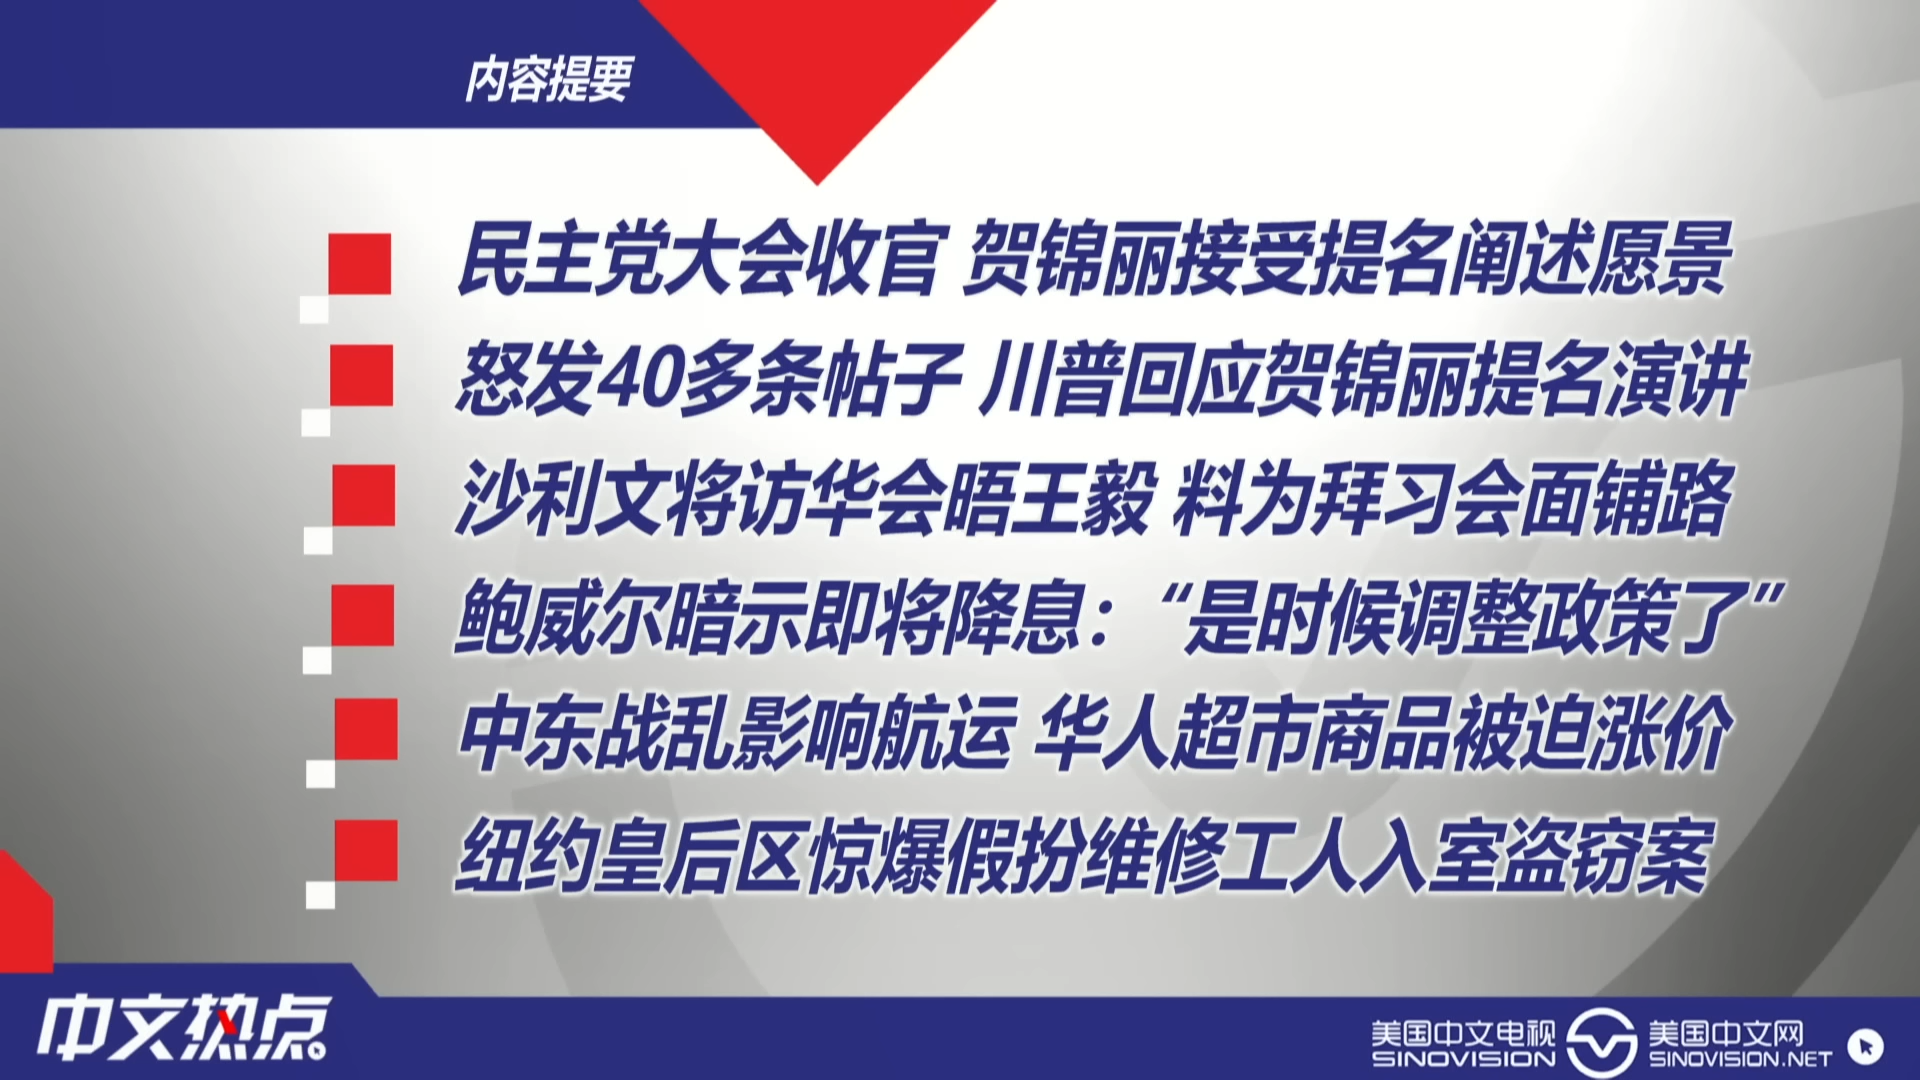 内容提要
民主党大会收官 贺锦丽接受提名阐述愿景
怒发40多条帖子 川普回应贺锦丽提名演讲
沙利文将访华会晤王毅 料为拜习会面铺路
鲍威尔暗示即将降息：“是时候调整政策了”
中东战乱影响航运 华人超市商品被迫涨价
纽约皇后区惊爆假扮维修工人入室盗窃案
中文热点
美国中文电视
SINOVISION
美国中文网
SINOVISION.NET